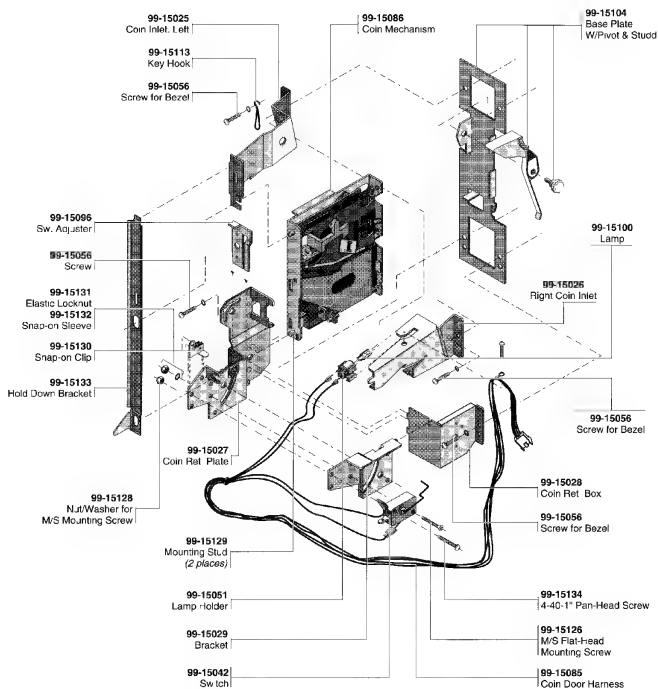 99-15025
Coin Inlet. Left
99-15113
Key Hook
99-15056
Screw for Bezel
99-15086
Coin Mechanism
99-15104
Base Plate
W/Pivot & Studd
99-15096
Sw. Adjuster
99-15056
Screw
99-15131
Elastic Locknut
99-15132
Snap-on Sleeve
99-15130
Snap-on Clip
99-15133
Hold Down Bracket
99-15100
Lamp
99-15026
Right Coin Inlet
99-15056
Screw for Bezel
99-15027
Coin Ret Plate
99-15128
Nut/Washer for
M/S Mounting Screw
99-15028
Coin Ret Box
99-15056
Screw for Bezel
99-15129
Mounting Stud
(2 places)
99-15051
Lamp Holder
99-15134
4-40-1" Pan-Head Screw
99-15029
Bracket
99-15126
M/S Flat-Head
Mounting Screw
99-15042
Switch
99-15085
Coin Door Harness